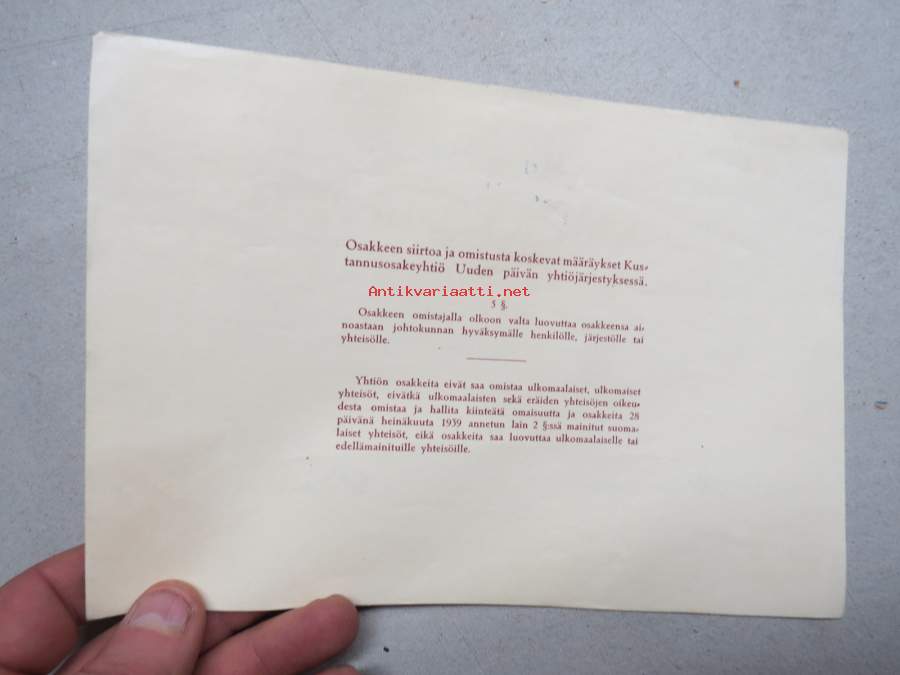 Osakkeen siirtoa ja omistusta koskevat määräykset Kus-
tannusosakeyhtiö Uuden päivän yhtiöjärjestyksessä.
Antikvariaatti.net
5 §.
Osakkeen omistajalla olkoon valta luovuttaa osakkeensa ai-
noastaan johtokunnan hyväksymälle henkilölle, järjestölle tai
yhteisölle.
Yhtiön osakkeita eivät saa omistaa ulkomaalaiset, ulkomaiset
yhteisöt, eivätkä ulkomaalaisten sekä eräiden yhteisöjen oikeu-
desta omistaa ja hallita kiinteätä omaisuutta ja osakkeita 28
päivänä heinäkuuta 1939 annetun lain 2 §:ssä mainitut suoma-
laiset yhteisöt, eikä osakkeita saa luovuttaa ulkomaalaiselle tai
edellämainituille yhteisöille.